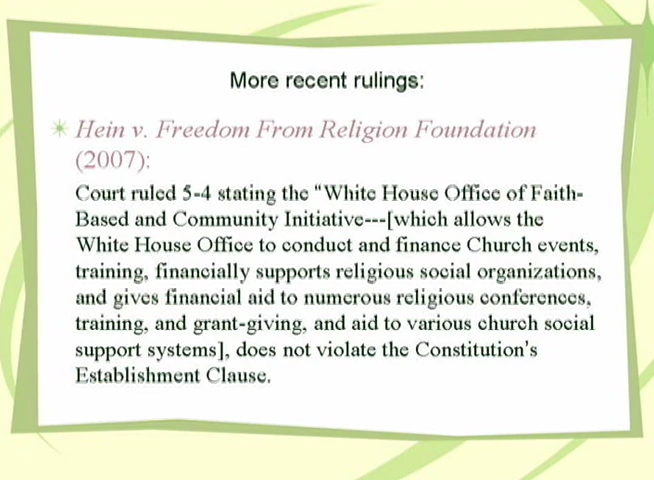 More recent rulings:
Hein v. Freedom From Religion Foundation
(2007):
Court ruled 5-4 stating the "White House Office of Faith-
Based and Community Initiative---[which allows the
White House Office to conduct and finance Church events,
training, financially supports religious social organizations,
and gives financial aid to numerous religious conferences,
training, and grant-giving, and aid to various church social
support systems], does not violate the Constitution's
Establishment Clause.